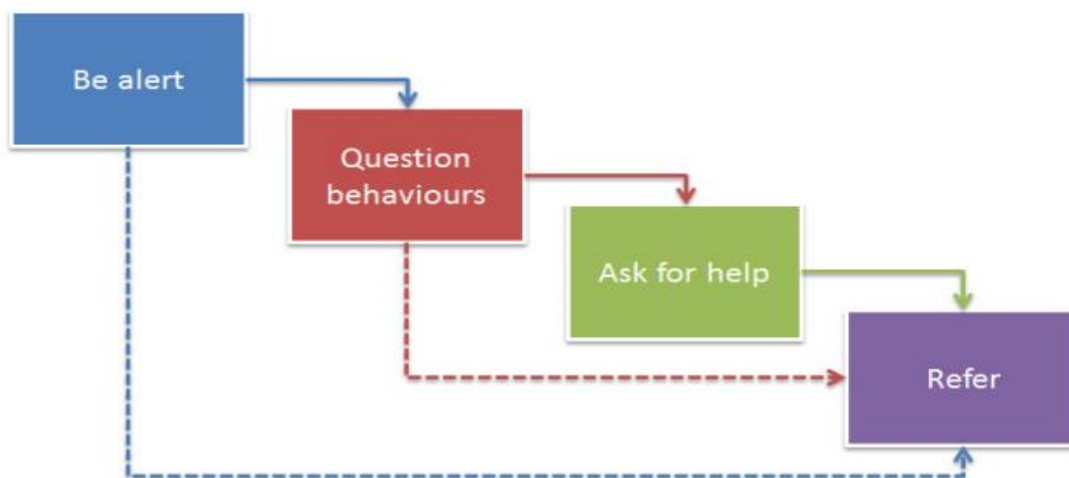 Be alert
Question
behaviours
Ask for help
Refer